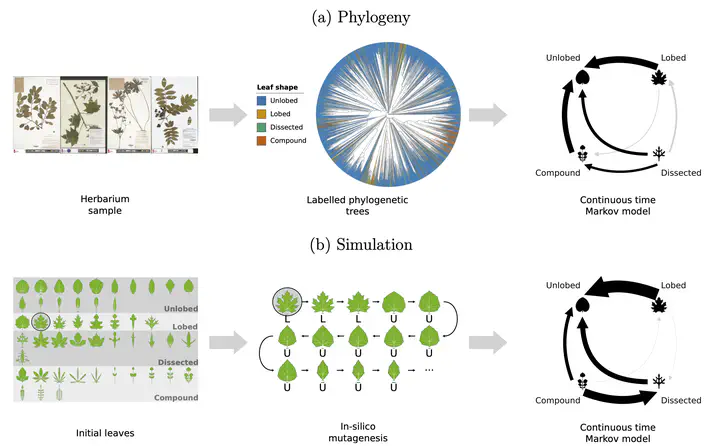 (a) Phylogeny
Herbarium
sample
Leaf shape
Unlobed
Lobed
Dissected
Compound
Labelled phylogenetic
trees
Unlobed
Lobed
Compound
Dissected
Continuous time
Markov model
(b) Simulation
Unlobed
Lobed
Dissected
Compound
Initial leaves
L L L U U
U U U U U
U U U U ...
In-silico
mutagenesis
Unlobed
Lobed
Compound
Dissected
Continuous time
Markov model